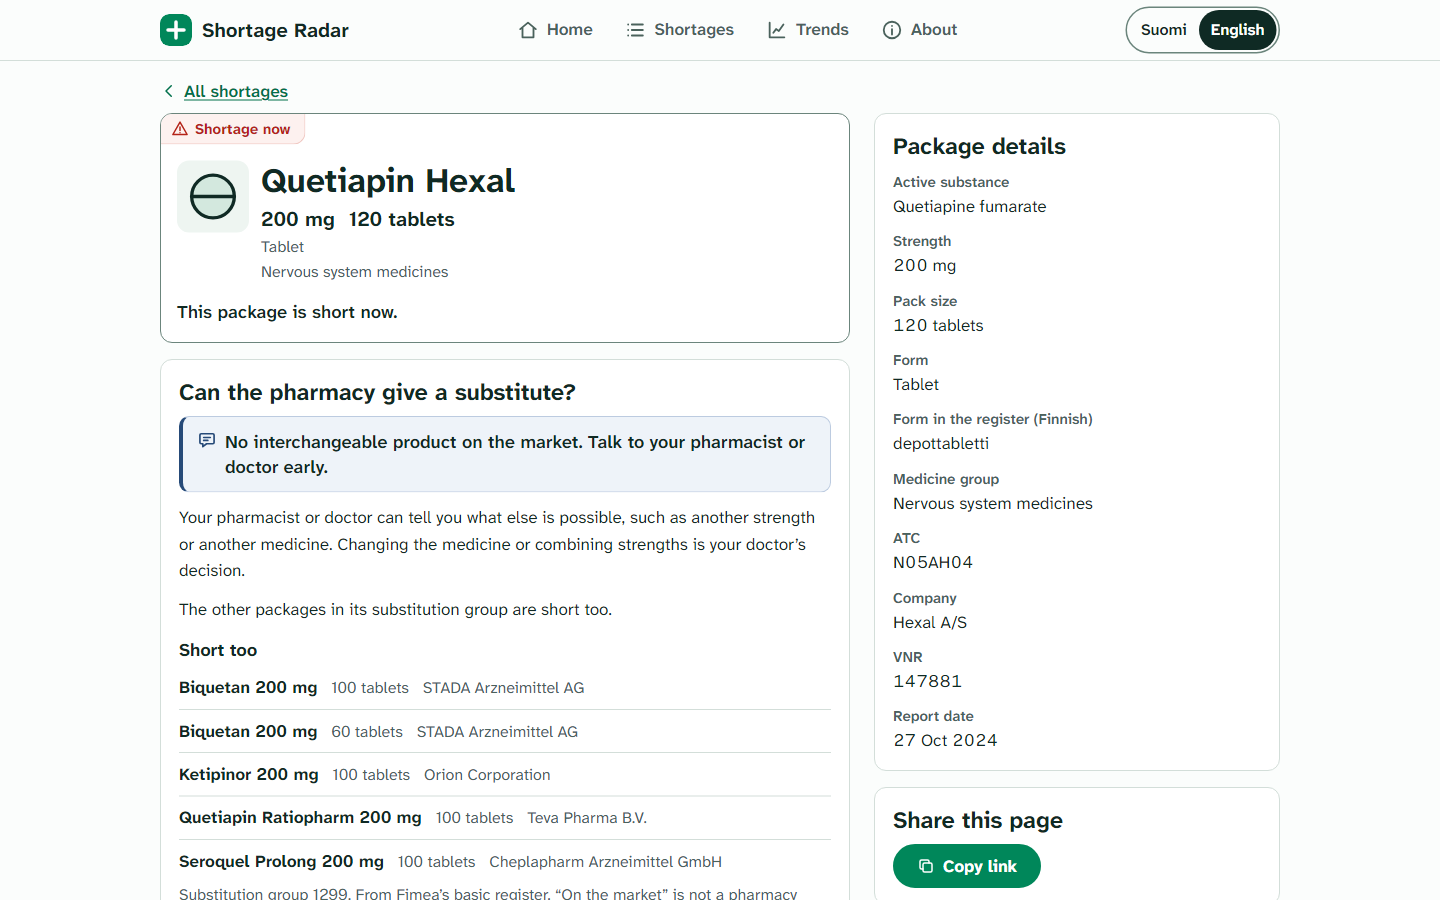 Shortage Radar
Home
Shortages
Trends
About
Suomi
English
All shortages
Shortage now
Quetiapin Hexal
200 mg 120 tablets
Tablet
Nervous system medicines
This package is short now.
Can the pharmacy give a substitute?
No interchangeable product on the market. Talk to your pharmacist or
doctor early.
Your pharmacist or doctor can tell you what else is possible, such as another strength
or another medicine. Changing the medicine or combining strengths is your doctor’s
decision.
The other packages in its substitution group are short too.
Short too
Biquetan 200 mg 100 tablets STADA Arzneimittel AG
Biquetan 200 mg 60 tablets STADA Arzneimittel AG
Ketipinor 200 mg 100 tablets Orion Corporation
Quetiapin Ratiopharm 200 mg 100 tablets Teva Pharma B.V.
Seroquel Prolong 200 mg 100 tablets Cheplapharm Arzneimittel GmbH
Substitution group 1299. From Fimea’s basic register. “On the market” is not a pharmacy
Package details
Active substance
Quetiapine fumarate
Strength
200 mg
Pack size
120 tablets
Form
Tablet
Form in the register (Finnish)
depottabletti
Medicine group
Nervous system medicines
ATC
N05AH04
Company
Hexal A/S
VNR
147881
Report date
27 Oct 2024
Share this page
Copy link